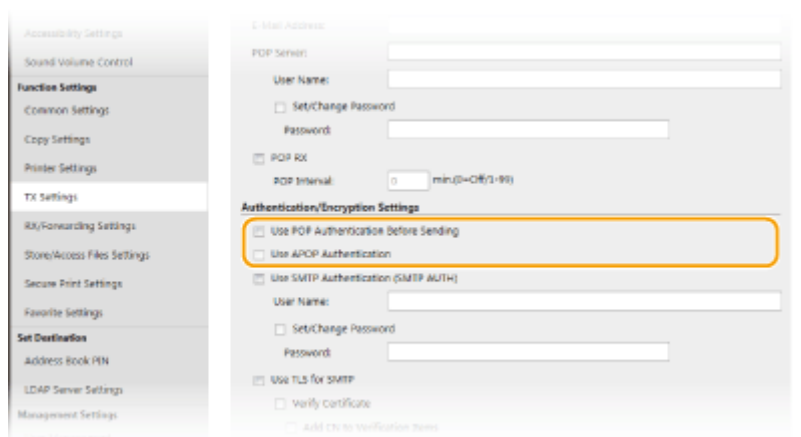 Accessibility Settings
Sound Volume Control
Function Settings
Common Settings
Copy Settings
Printer Settings
TX Settings
RX/Forwarding Settings
Store/Access Files Settings
Secure Print Settings
Favorite Settings
Set Destination
Address Book PIN
LDAP Server Settings
Management Settings
E-Mail Address:
POP Server:
User Name:
Set/Change Password
Password:
POP RX
POP Interval:
0
min.(0=Off/1-99)
Authentication/Encryption Settings
Use POP Authentication Before Sending
Use APOP Authentication
Use SMTP Authentication (SMTP AUTH)
User Name:
Set/Change Password
Password:
Use TLS for SMTP
Verify Certificate
Add CN to Verification Items